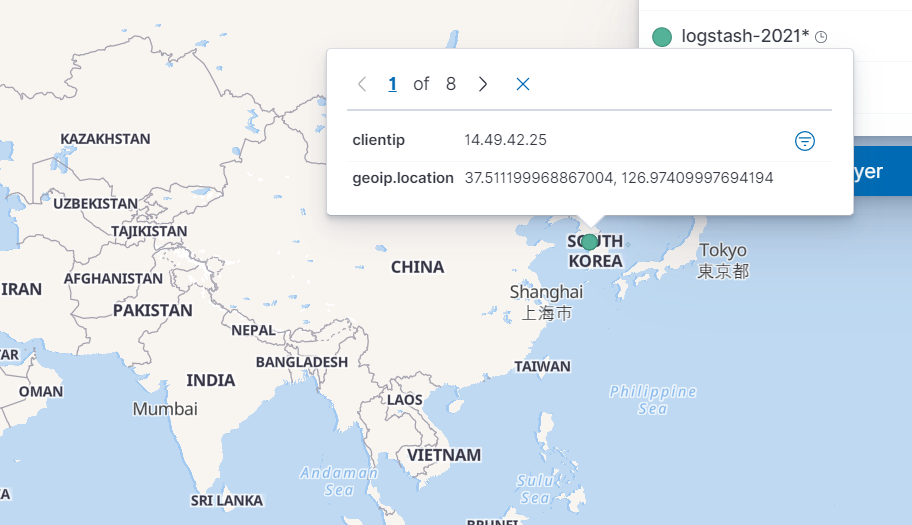 logstash-2021*
1 of 8
clientip 14.49.42.25
geoip.location 37.511199968867004, 126.97409997694194
yer
KAZAKHSTAN
UZBEKISTAN
TAJIKISTAN
SOUTH
KOREA
Tokyo
東京都
AFGHANISTAN
CHINA
IRAN
Shanghai
上海市
PAKISTAN
NEPAL
AR
BANGLADESH
TAIWAN
OMAN
INDIA
Philippine
Sea
Mumbai
LAOS
VIETNAM
Andaman
Sea
Sulu
Sea
SRI LANKA
BRUNEI